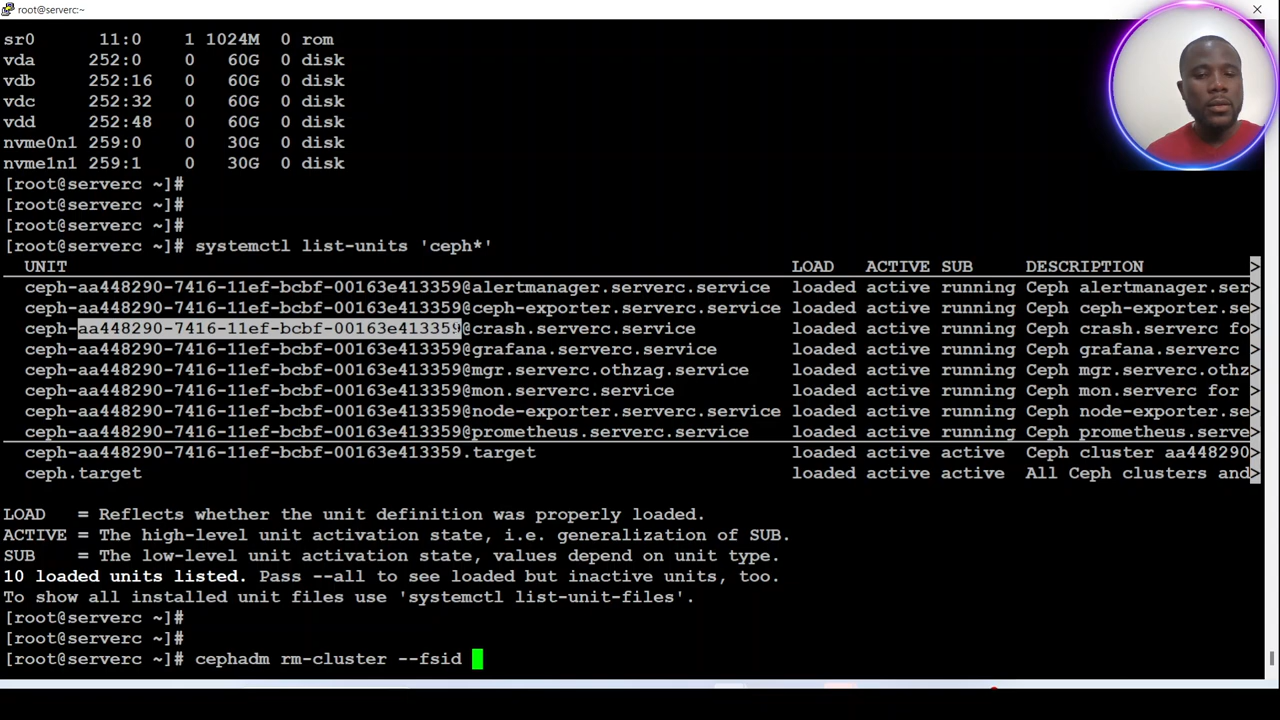 root@serverc:~
sr0 11:0 1 1024M 0 rom
vda 252:0 0 60G 0 disk
vdb 252:16 0 60G 0 disk
vdc 252:32 0 60G 0 disk
vdd 252:48 0 60G 0 disk
nvme0n1 259:0 0 30G 0 disk
nvme1n1 259:1 0 30G 0 disk
[root@serverc ~]#
[root@serverc ~]#
[root@serverc ~]#
[root@serverc ~]# systemctl list-units 'ceph*'
UNIT LOAD ACTIVE SUB DESCRIPTION >
ceph-aa448290-7416-11ef-bcbf-00163e413359@alertmanager.serverc.service loaded active running Ceph alertmanager.ser>
ceph-aa448290-7416-11ef-bcbf-00163e413359@ceph-exporter.serverc.service loaded active running Ceph ceph-exporter.se>
ceph-aa448290-7416-11ef-bcbf-00163e413359@crash.serverc.service loaded active running Ceph crash.serverc fo>
ceph-aa448290-7416-11ef-bcbf-00163e413359@grafana.serverc.service loaded active running Ceph grafana.serverc >
ceph-aa448290-7416-11ef-bcbf-00163e413359@mgr.serverc.othzag.service loaded active running Ceph mgr.serverc.othz>
ceph-aa448290-7416-11ef-bcbf-00163e413359@mon.serverc.service loaded active running Ceph mon.serverc for >
ceph-aa448290-7416-11ef-bcbf-00163e413359@node-exporter.serverc.service loaded active running Ceph node-exporter.se>
ceph-aa448290-7416-11ef-bcbf-00163e413359@prometheus.serverc.service loaded active running Ceph prometheus.serve>
ceph-aa448290-7416-11ef-bcbf-00163e413359.target loaded active active Ceph cluster aa448290>
ceph.target loaded active active All Ceph clusters and>
LOAD = Reflects whether the unit definition was properly loaded.
ACTIVE = The high-level unit activation state, i.e. generalization of SUB.
SUB = The low-level unit activation state, values depend on unit type.
10 loaded units listed. Pass --all to see loaded but inactive units, too.
To show all installed unit files use 'systemctl list-unit-files'.
[root@serverc ~]#
[root@serverc ~]#
[root@serverc ~]# cephadm rm-cluster --fsid